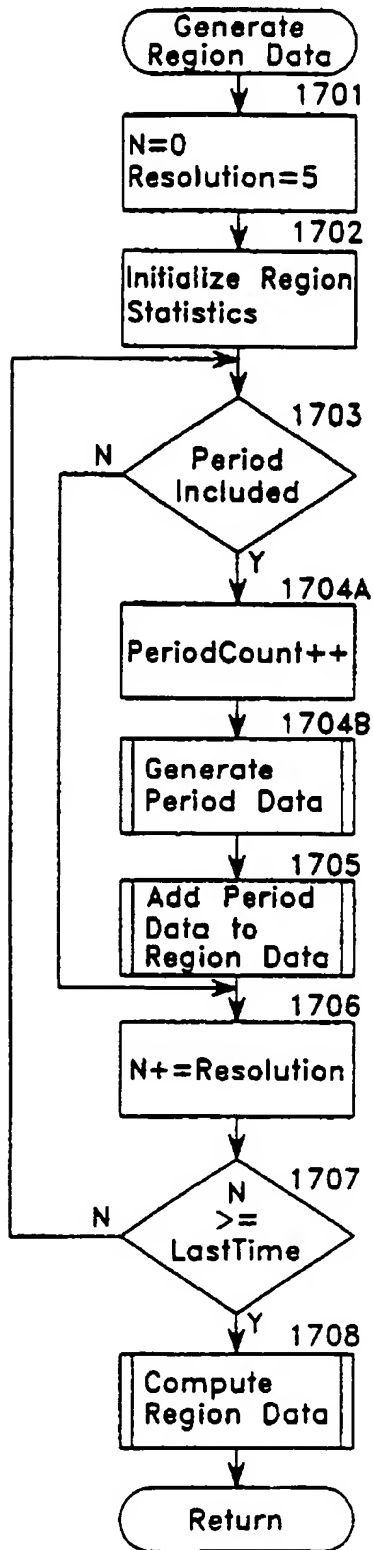 Generate
Region Data
1701
N=0
Resolution=5
1702
Initialize Region
Statistics
1703
N
Period
Included
Y
1704A
PeriodCount++
1704B
Generate
Period Data
1705
Add Period
Data to
Region Data
1706
N+=Resolution
1707
N
N
>=
LastTime
Y
1708
Compute
Region Data
Return